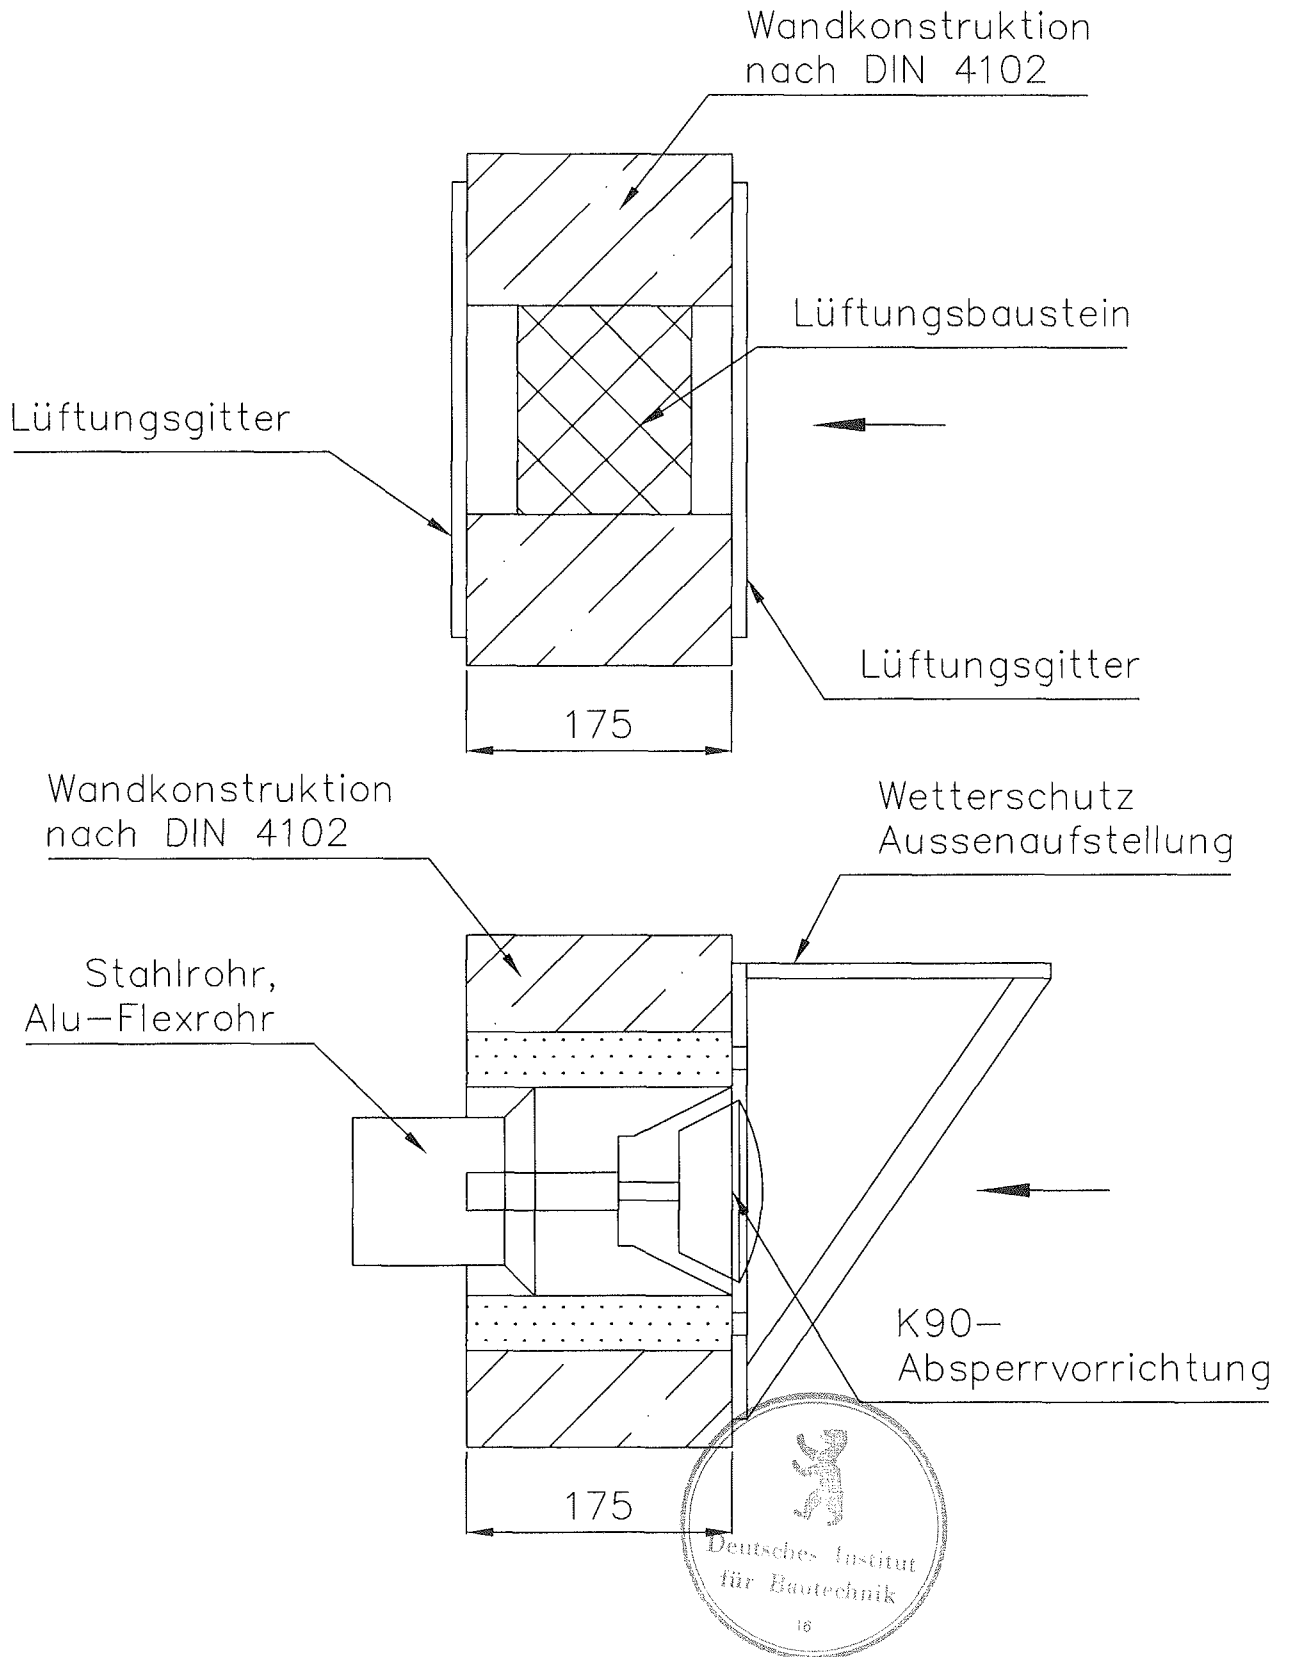 Wandkonstruktion
nach DIN 4102
Lüftungsbaustein
Lüftungsgitter
Lüftungsgitter
175
Wandkonstruktion
nach DIN 4102
Wetterschutz
Aussenaufstellung
Stahlrohr,
Alu-Flexrohr
K90-
Absperrvorrichtung
175
Deutsches Institut
für Bautechnik
16